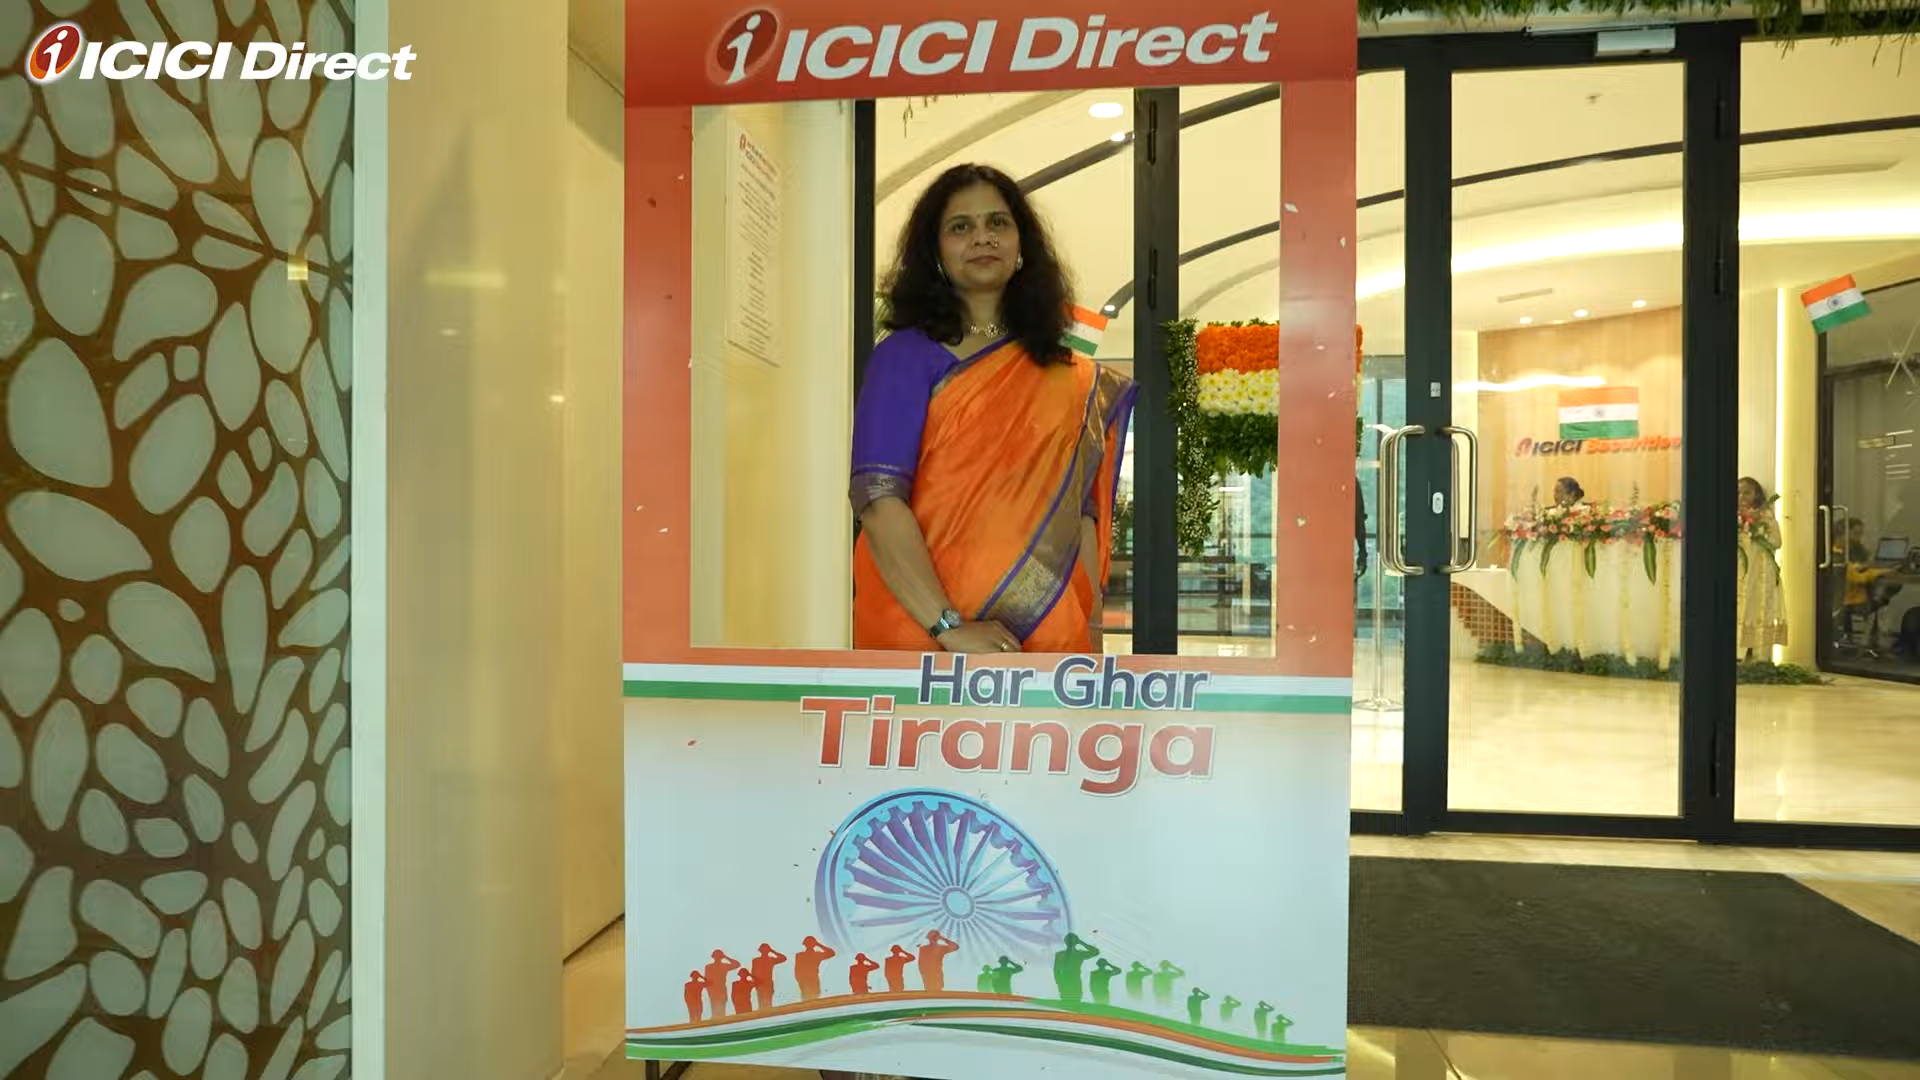 ICICI Direct
ICICI Direct
ICICI Securities
Har Ghar
Tiranga